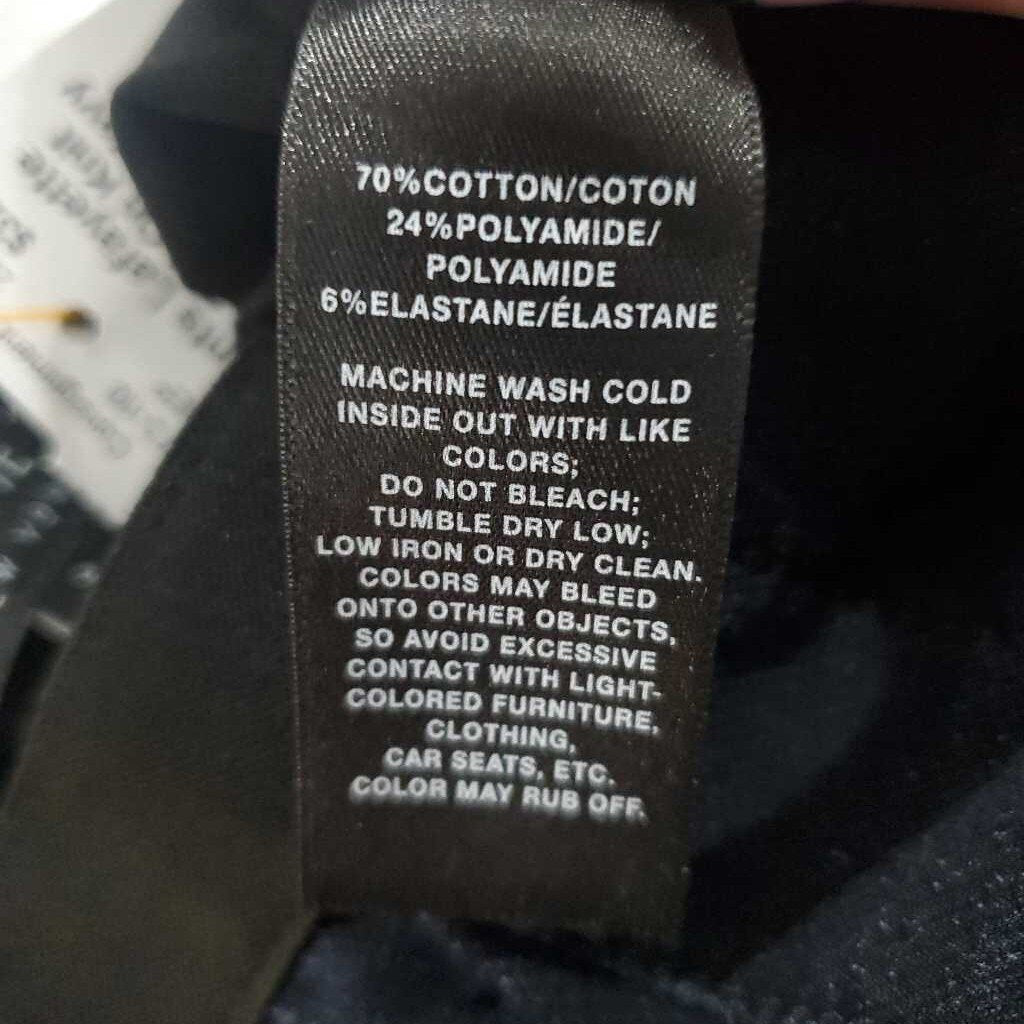 70%COTTON/COTON
24%POLYAMIDE/
POLYAMIDE
6%ELASTANE/ÉLASTANE
MACHINE WASH COLD
INSIDE OUT WITH LIKE
COLORS;
DO NOT BLEACH;
TUMBLE DRY LOW;
LOW IRON OR DRY CLEAN.
COLORS MAY BLEED
ONTO OTHER OBJECTS,
SO AVOID EXCESSIVE
CONTACT WITH LIGHT-
COLORED FURNITURE,
CLOTHING,
CAR SEATS, ETC.
COLOR MAY RUB OFF.